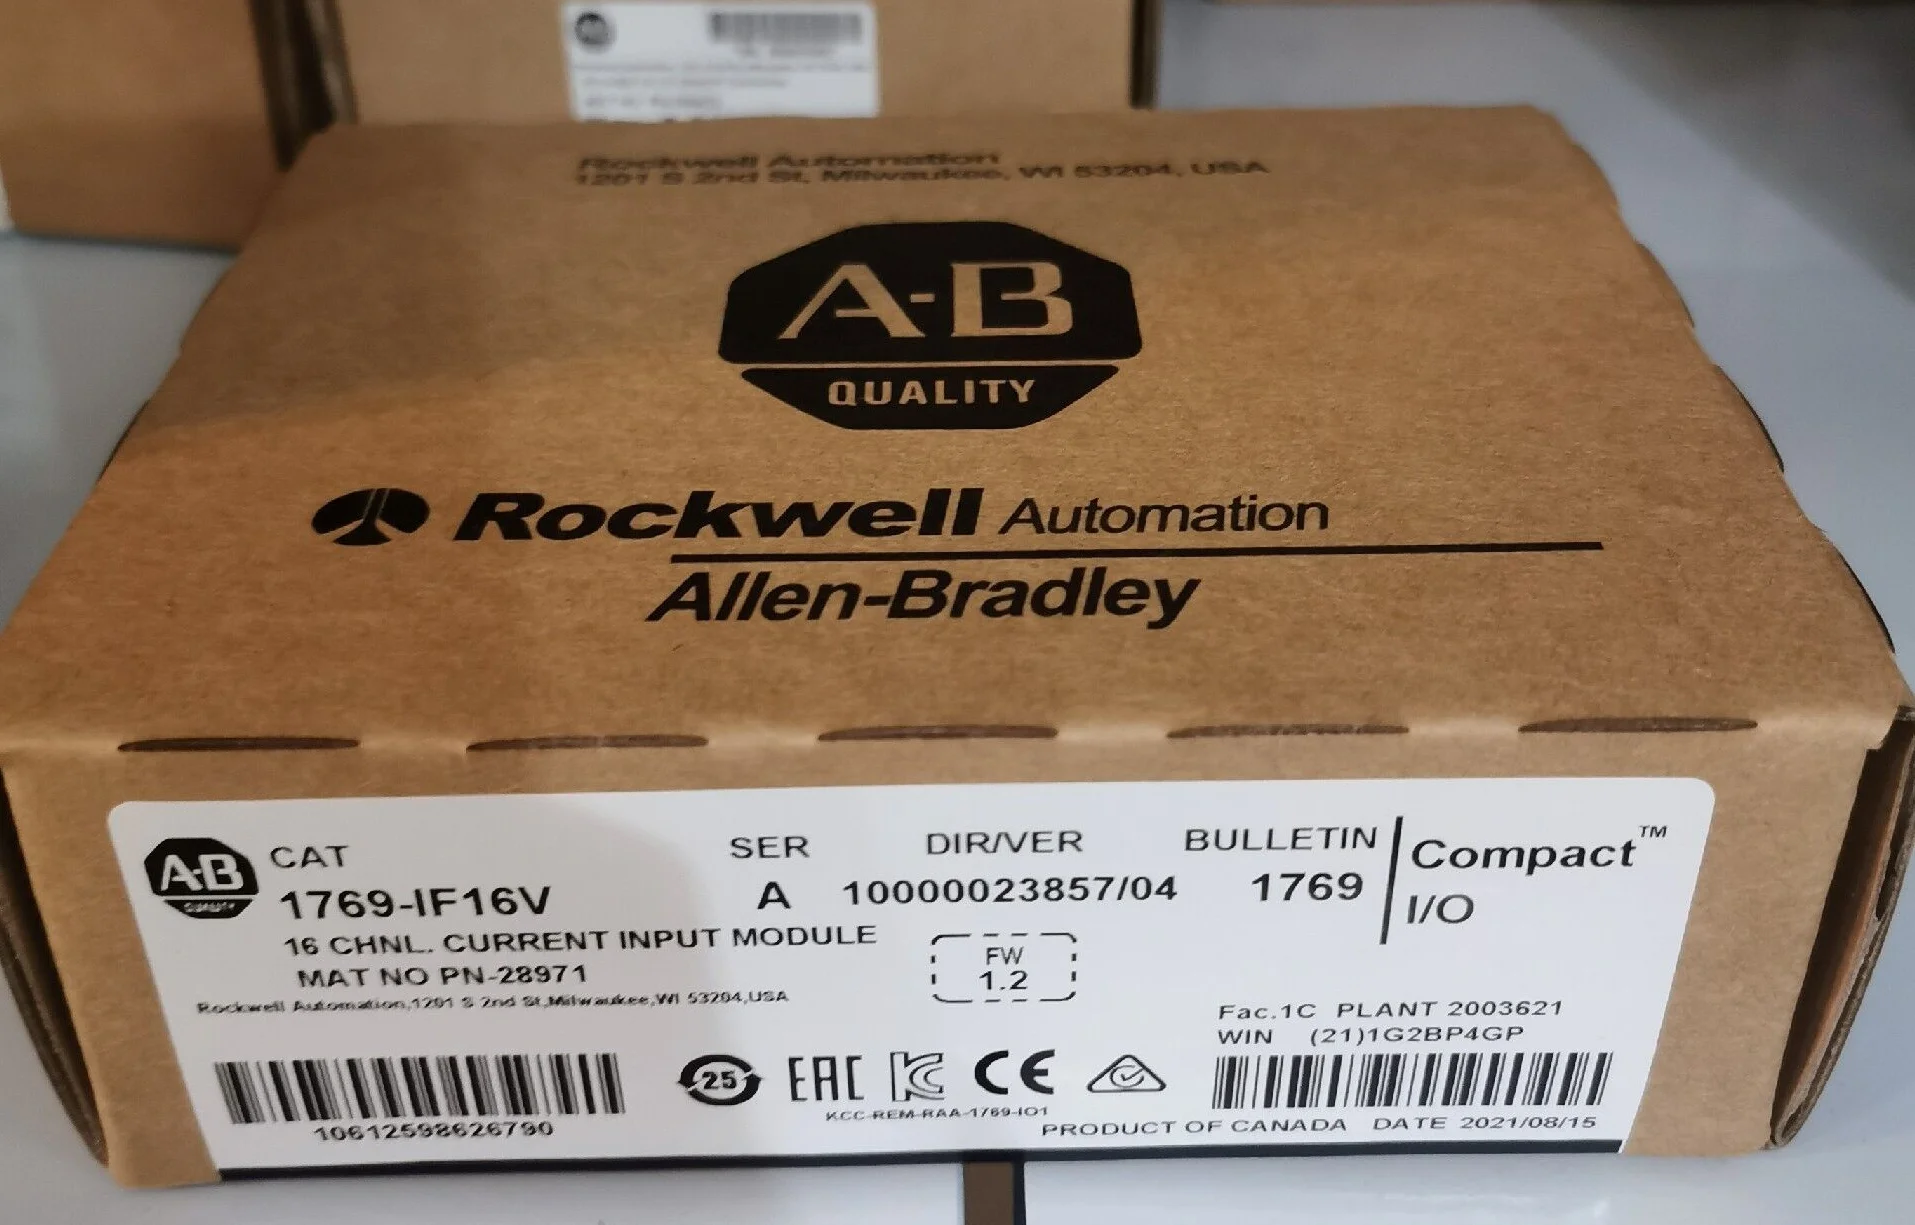 Rockwell Automation
1201 S 2nd St, Milwaukee, WI 53204, USA
A-B
QUALITY
Rockwell Automation
Allen-Bradley
A-B
QUALITY
CAT
1769-IF16V
SER
A
DIR/VER
10000023857/04
BULLETIN
1769
Compact™
I/O
16 CHNL. CURRENT INPUT MODULE
MAT NO PN-28971
Rockwell Automation,1201 S 2nd St,Milwaukee,WI 53204,USA
FW
1.2
Fac.1C PLANT 2003621
WIN (21)1G2BP4GP
10612598626790
25
EAC
KC
CE
KCC-REM-RAA-1769-IO1
PRODUCT OF CANADA DATE 2021/08/15